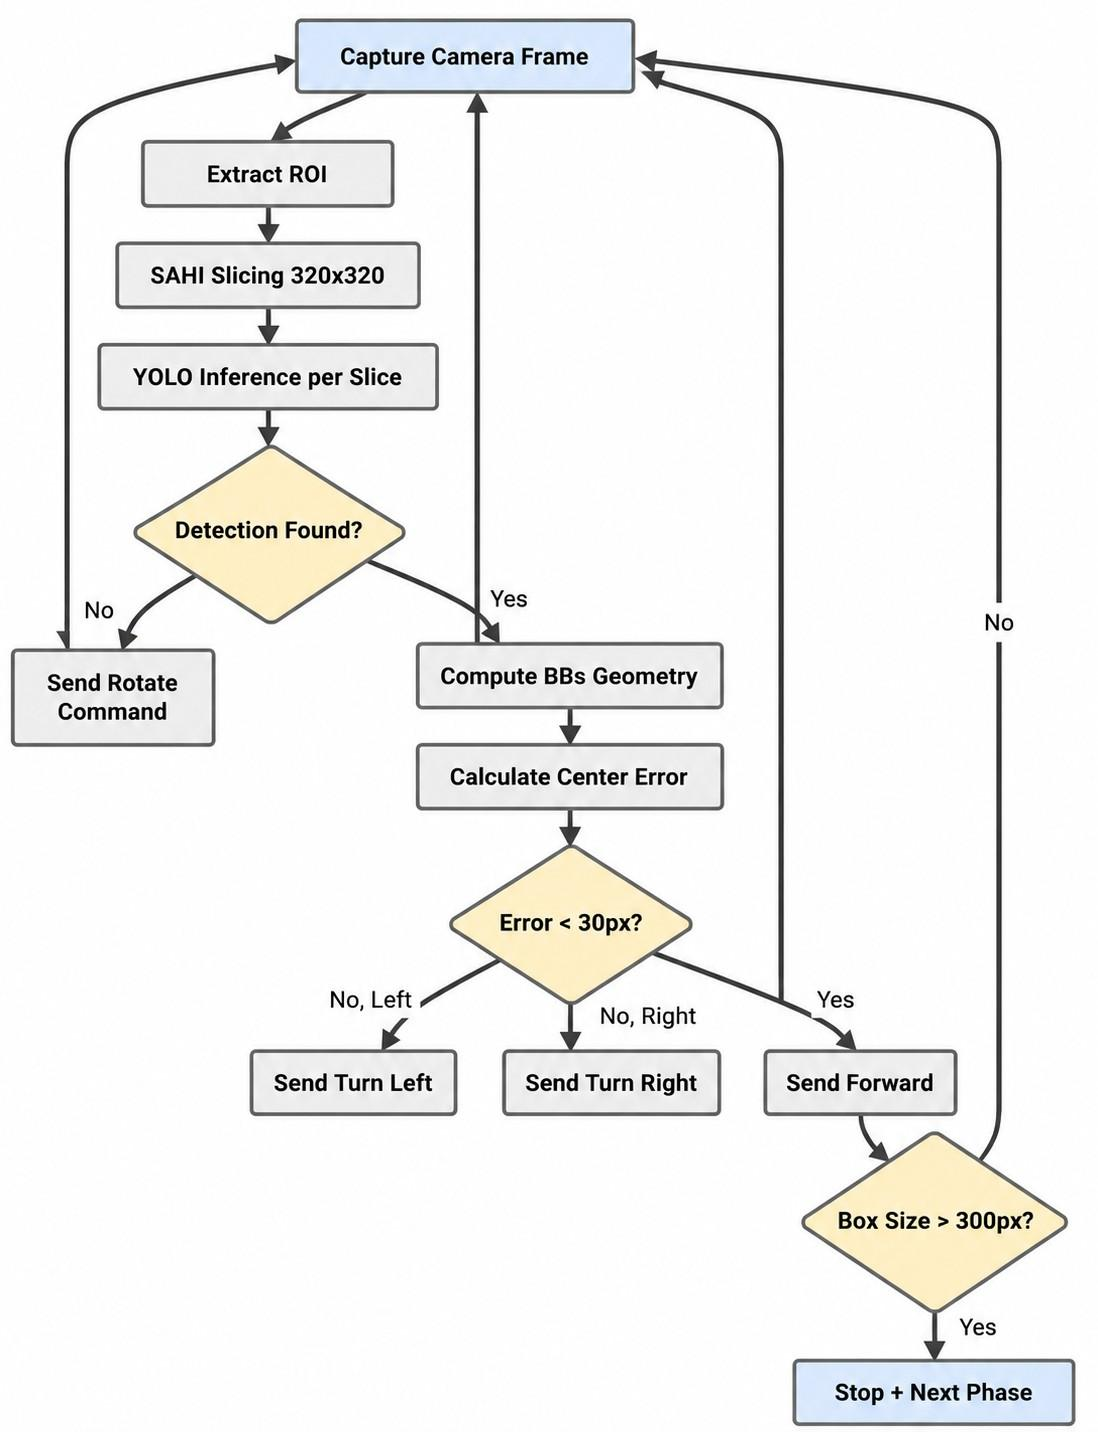 Capture Camera Frame
Extract ROI
SAHI Slicing 320x320
YOLO Inference per Slice
Detection Found?
No
Yes
Send Rotate
Command
Compute BBs Geometry
Calculate Center Error
Error < 30px?
No, Left
No, Right
Yes
No
Send Turn Left
Send Turn Right
Send Forward
Box Size > 300px?
Yes
Stop + Next Phase